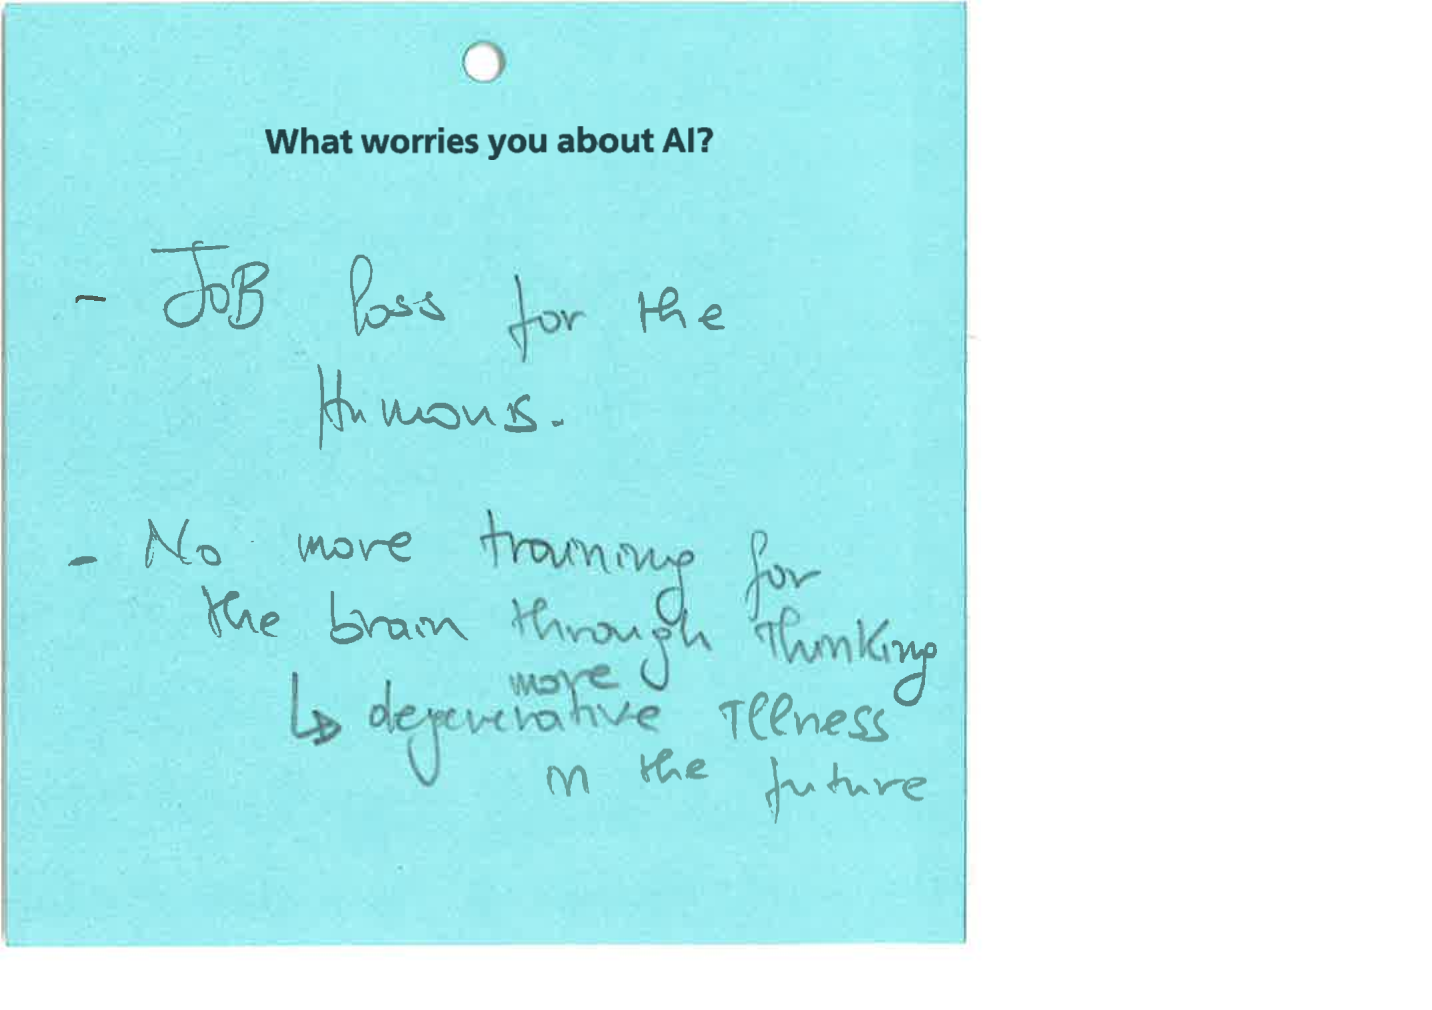 What worries you about AI?
- JOB loss for the
Humans.
- No more training for
the brain through thinking
more
↳ degenerative Illness
in the future